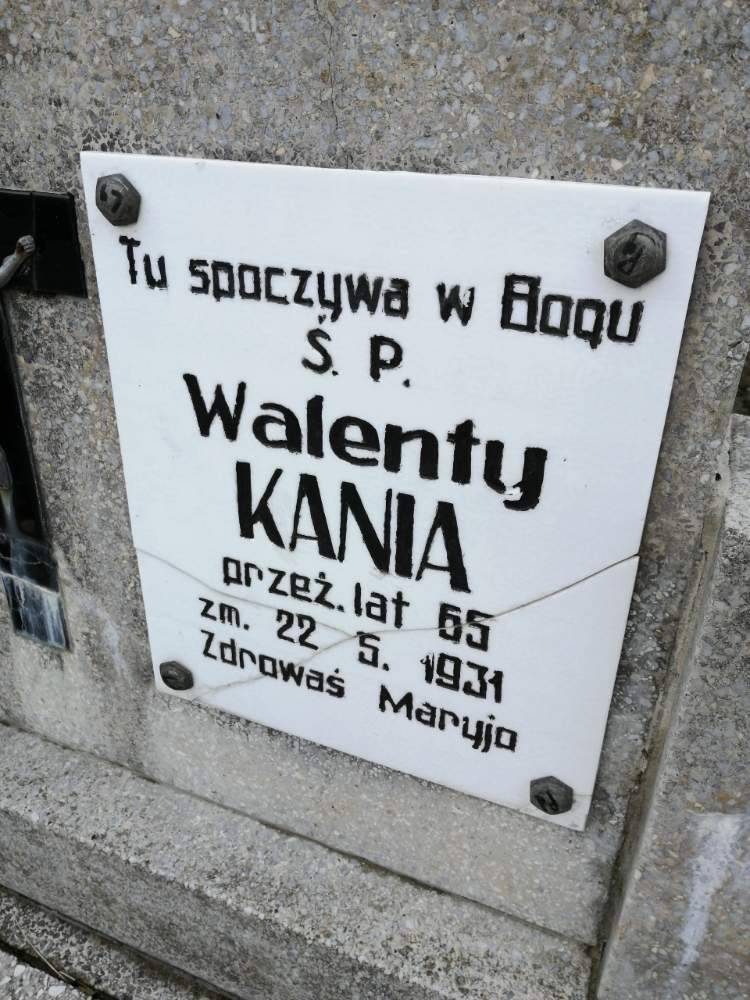 Tu spoczywa w Bogu
Ś. P.
Walenty
KANIA
przeż. lat 65
zm. 22 5. 1931
Zdrowaś Maryjo